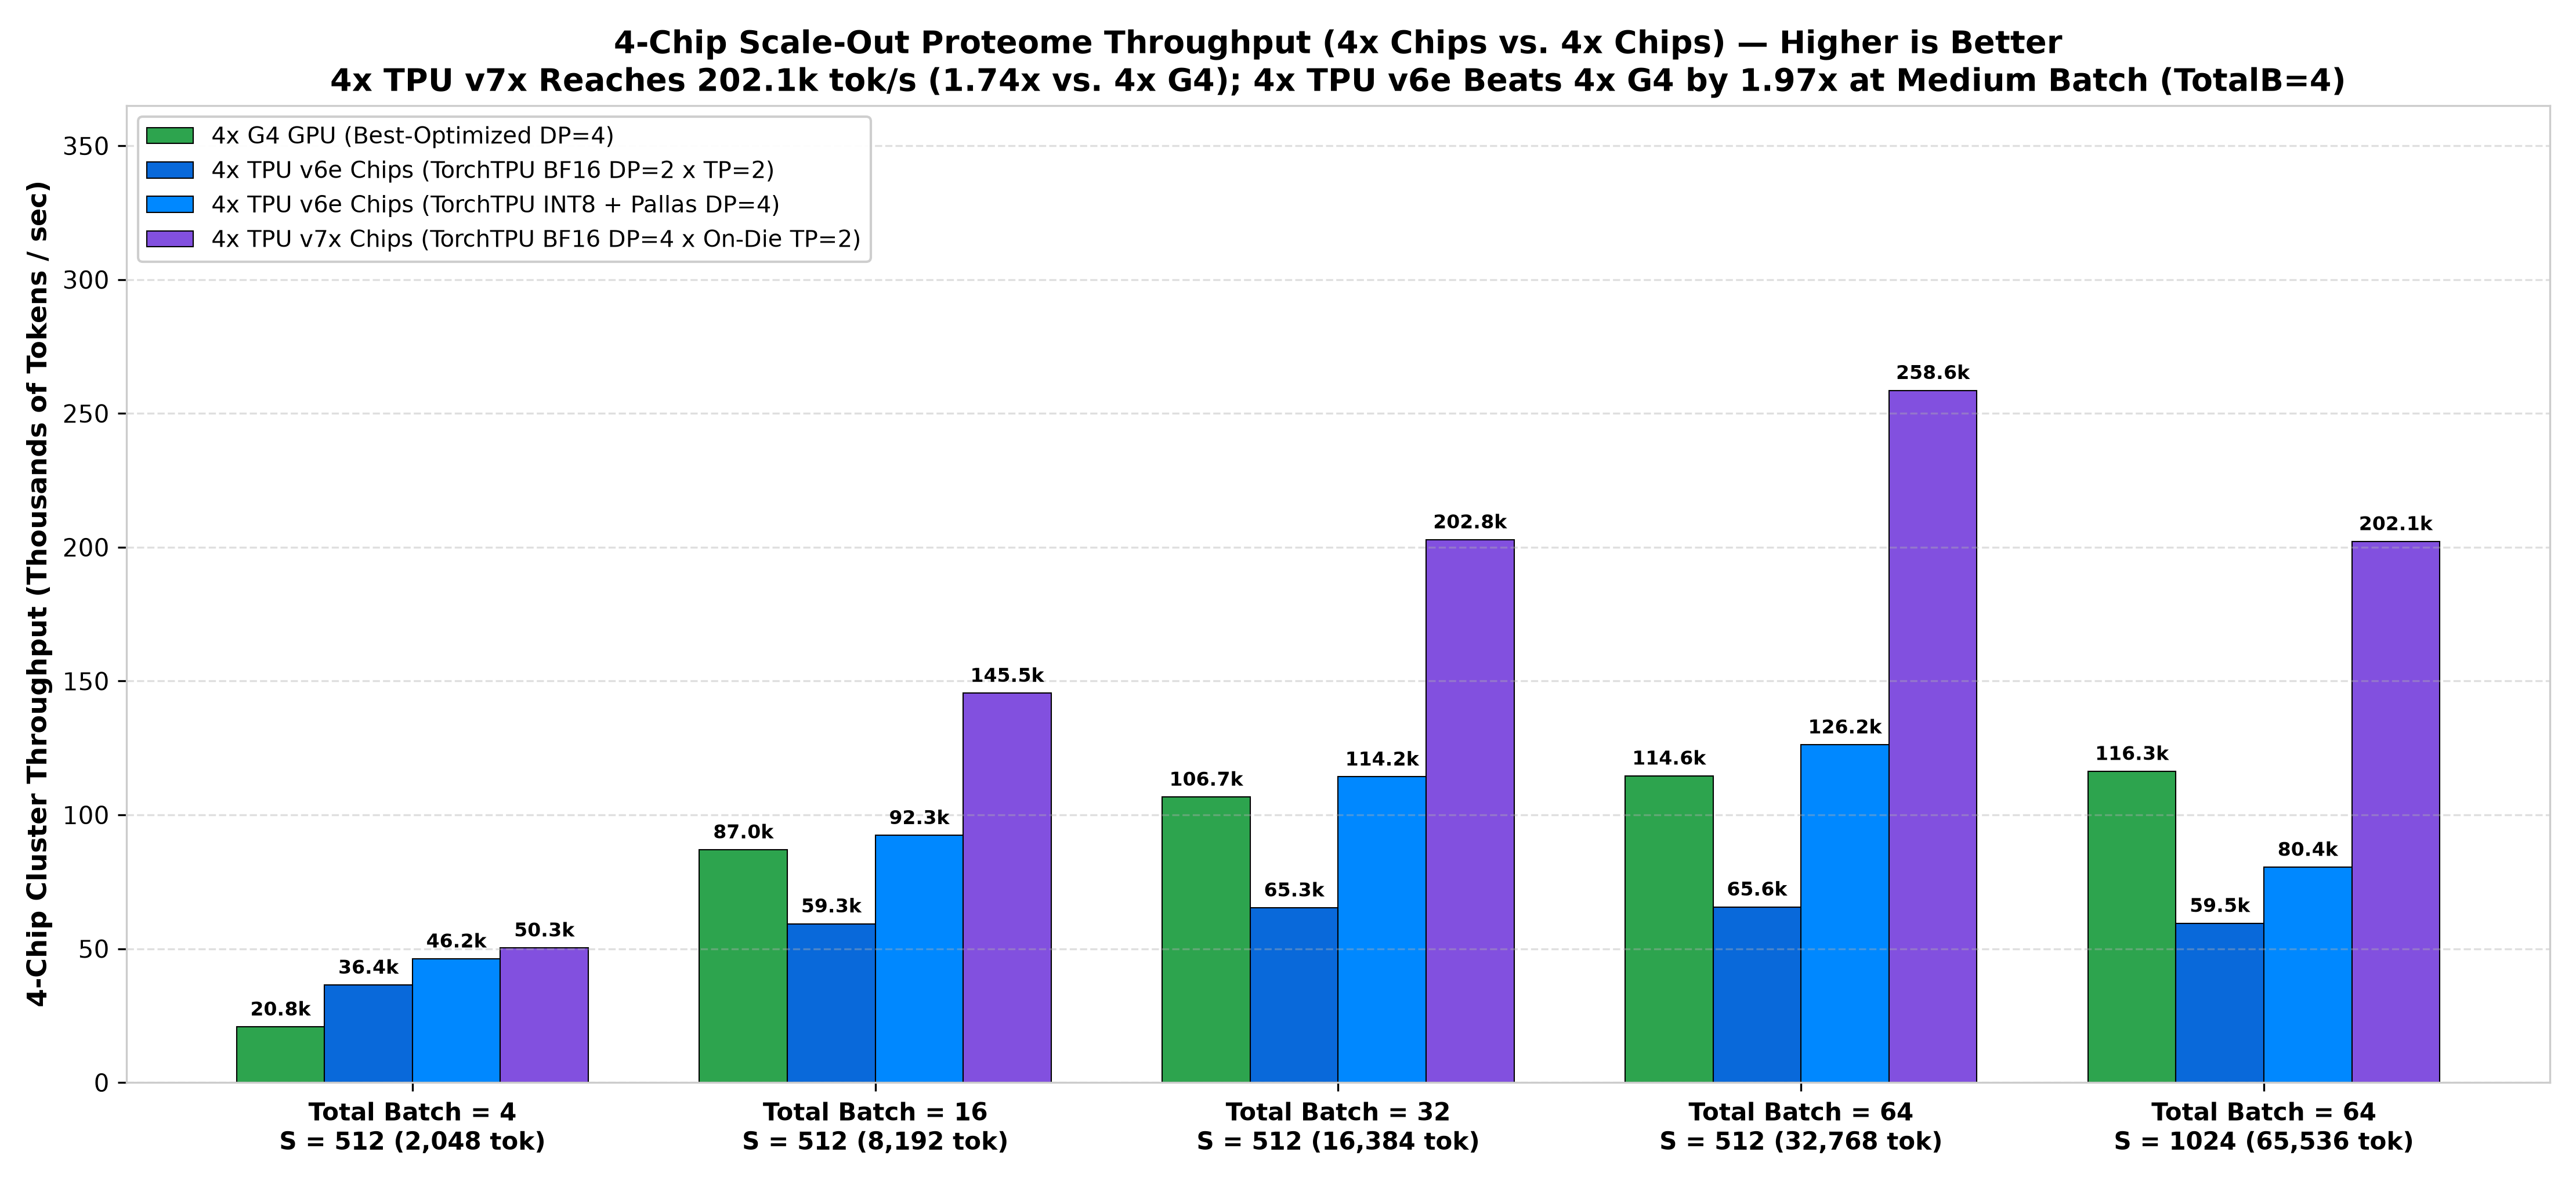 4-Chip Scale-Out Proteome Throughput (4x Chips vs. 4x Chips) — Higher is Better
4x TPU v7x Reaches 202.1k tok/s (1.74x vs. 4x G4); 4x TPU v6e Beats 4x G4 by 1.97x at Medium Batch (TotalB=4)
4x G4 GPU (Best-Optimized DP=4)
4x TPU v6e Chips (TorchTPU BF16 DP=2 x TP=2)
4x TPU v6e Chips (TorchTPU INT8 + Pallas DP=4)
4x TPU v7x Chips (TorchTPU BF16 DP=4 x On-Die TP=2)
4-Chip Cluster Throughput (Thousands of Tokens / sec)
350
300
250
200
150
100
50
0
20.8k
36.4k
46.2k
50.3k
87.0k
59.3k
92.3k
145.5k
106.7k
65.3k
114.2k
202.8k
114.6k
65.6k
126.2k
258.6k
116.3k
59.5k
80.4k
202.1k
Total Batch = 4
S = 512 (2,048 tok)
Total Batch = 16
S = 512 (8,192 tok)
Total Batch = 32
S = 512 (16,384 tok)
Total Batch = 64
S = 512 (32,768 tok)
Total Batch = 64
S = 1024 (65,536 tok)